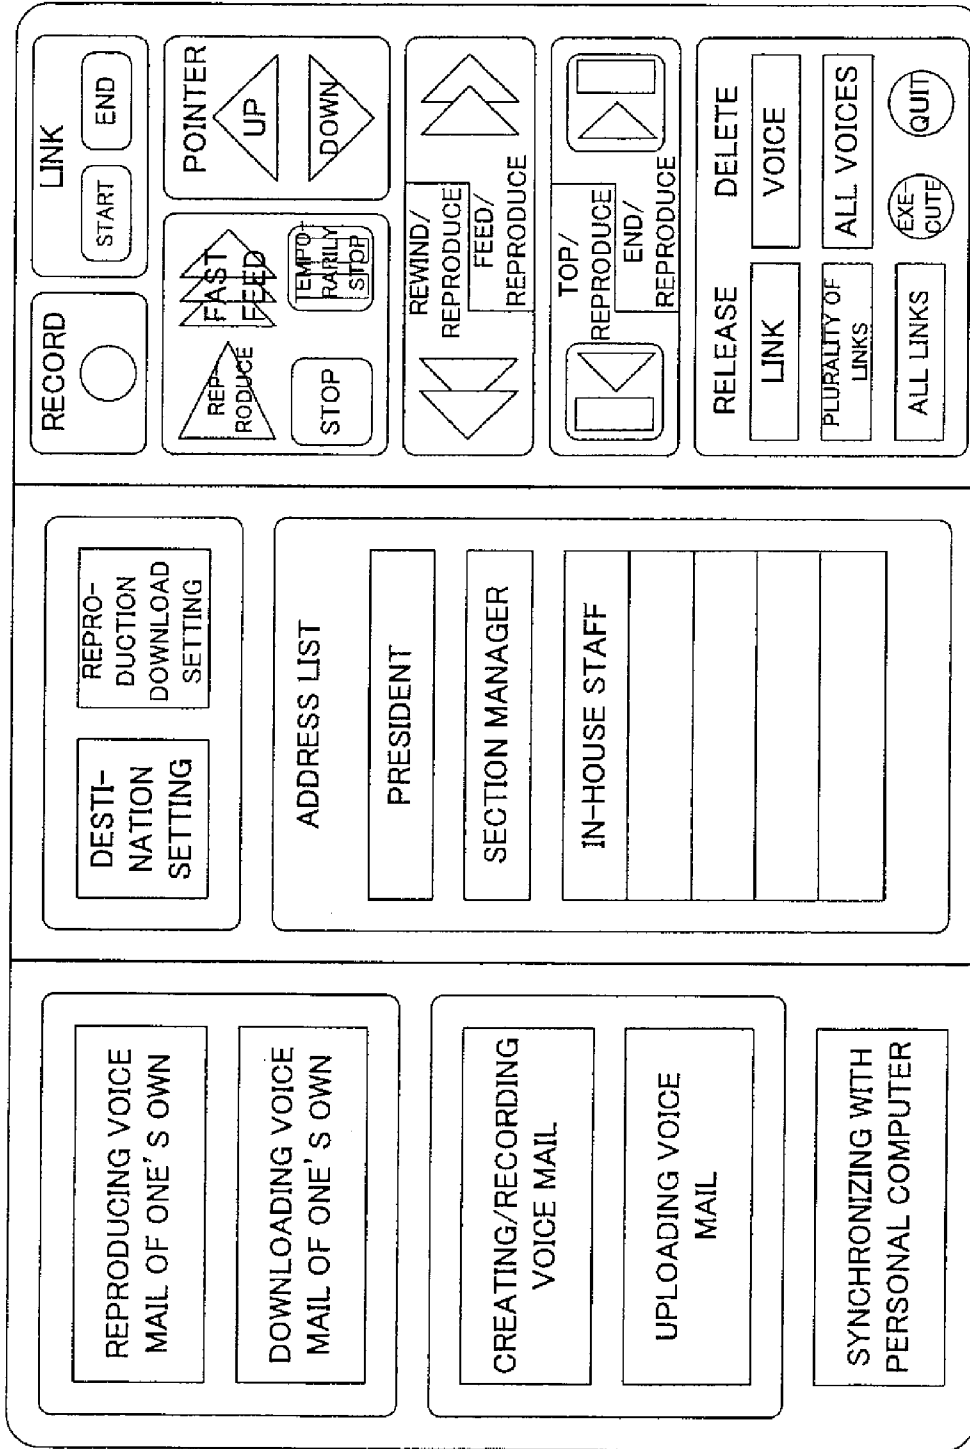 REPRODUCING VOICE
MAIL OF ONE'S OWN
DOWNLOADING VOICE
MAIL OF ONE'S OWN
CREATING/RECORDING
VOICE MAIL
UPLOADING VOICE
MAIL
SYNCHRONIZING WITH
PERSONAL COMPUTER
DESTI-
NATION
SETTING
REPRO-
DUCTION
DOWNLOAD
SETTING
ADDRESS LIST
PRESIDENT
SECTION MANAGER
IN-HOUSE STAFF
RECORD
LINK
START
END
REP-
RODUCE
FAST
FEED
STOP
TEMPO-
RARILY
STOP
POINTER
UP
DOWN
REWIND/
REPRODUCE
FEED/
REPRODUCE
TOP/
REPRODUCE
END/
REPRODUCE
RELEASE
LINK
PLURALITY OF
LINKS
ALL LINKS
DELETE
VOICE
ALL VOICES
EXE-
CUTE
QUIT